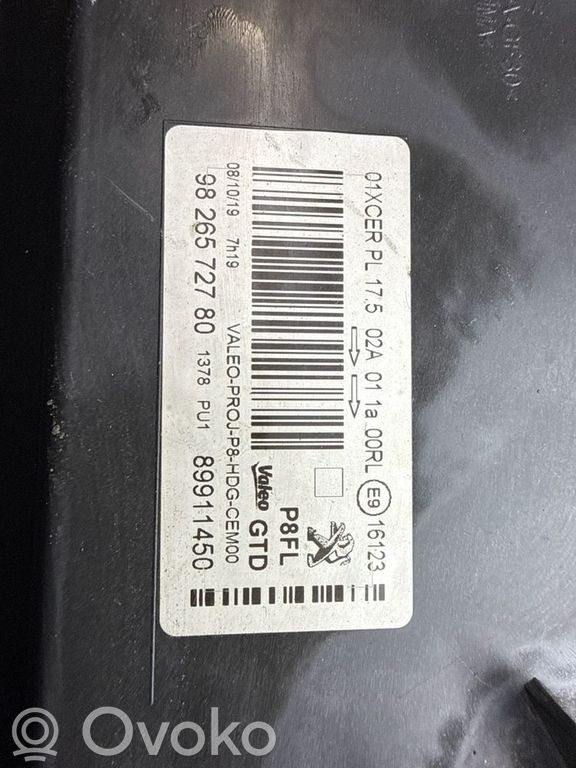 01XCER PL 17.5 02A 01 1a 00RL E9 16123
P8FL
Valeo GTD
08/10/19 7h19 VALEO-PROJ-P8-HDG-CEM00
98 265 727 80 1378 PU1 89911450
Ovoko